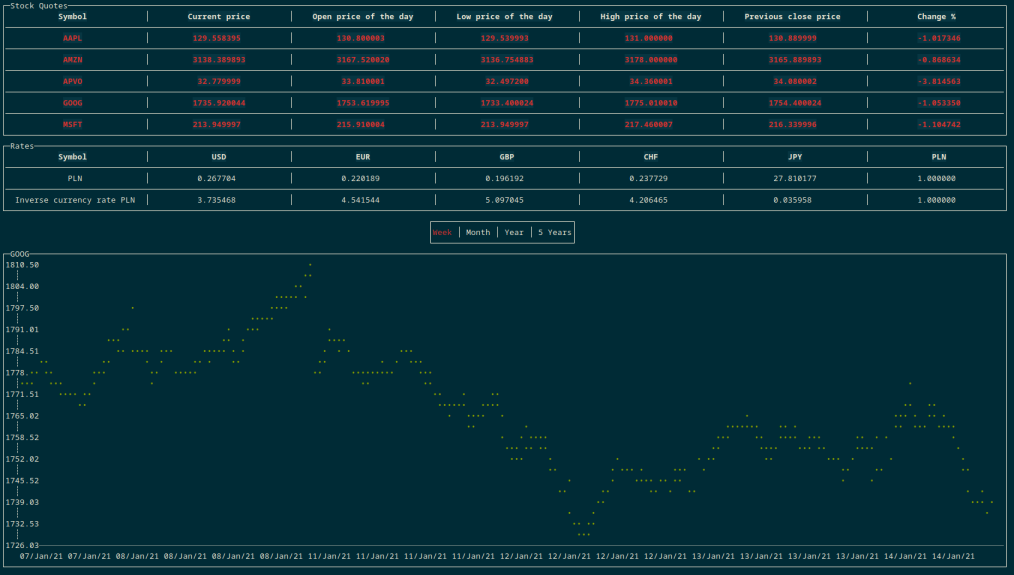 Stock Quotes
Symbol Current price Open price of the day Low price of the day High price of the day Previous close price Change %
AAPL 129.558395 130.800003 129.539993 131.000000 130.889999 -1.017346
AMZN 3138.389893 3167.520020 3136.754883 3178.000000 3165.889893 -0.868634
APVO 32.779999 33.810001 32.497200 34.360001 34.080002 -3.814563
GOOG 1735.920044 1753.619995 1733.400024 1775.010010 1754.400024 -1.053350
MSFT 213.949997 215.910004 213.949997 217.460007 216.339996 -1.104742
Rates
Symbol USD EUR GBP CHF JPY PLN
PLN 0.267704 0.220189 0.196192 0.237729 27.810177 1.000000
Inverse currency rate PLN 3.735468 4.541544 5.097045 4.206465 0.035958 1.000000
Week Month Year 5 Years
GOOG
1810.50
1804.00
1797.50
1791.01
1784.51
1778.
1771.51
1765.02
1758.52
1752.02
1745.52
1739.03
1732.53
1726.03
07/Jan/21 07/Jan/21 08/Jan/21 08/Jan/21 08/Jan/21 08/Jan/21 11/Jan/21 11/Jan/21 11/Jan/21 11/Jan/21 12/Jan/21 12/Jan/21 12/Jan/21 12/Jan/21 13/Jan/21 13/Jan/21 13/Jan/21 13/Jan/21 14/Jan/21 14/Jan/21